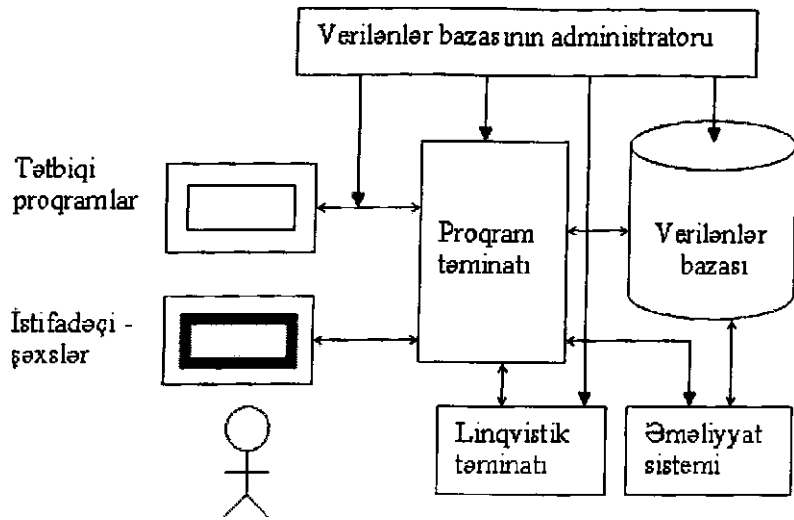 Verilənlər bazasının administratoru
Tətbiqi
proqramlar
Proqram
təminatı
Verilənlər
bazası
İstifadəçi -
şəxslər
Linqvistik
təminatı
Əməliyyat
sistemi